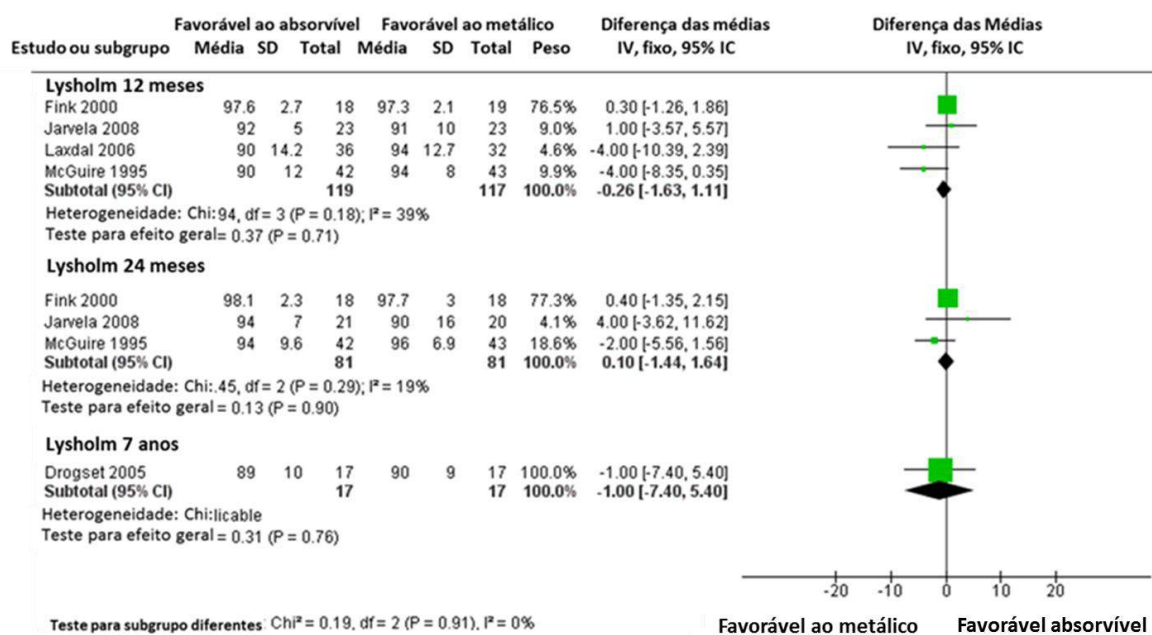 Favorável ao absorvível Favorável ao metálico Diferença das médias Diferença das Médias
Estudo ou subgrupo Média SD Total Média SD Total Peso IV, fixo, 95% IC IV, fixo, 95% IC
Lysholm 12 meses
Fink 2000 97.6 2.7 18 97.3 2.1 19 76.5% 0.30 [-1.26, 1.86]
Jarvela 2008 92 5 23 91 10 23 9.0% 1.00 [-3.57, 5.57]
Laxdal 2006 90 14.2 36 94 12.7 32 4.6% -4.00 [-10.39, 2.39]
McGuire 1995 90 12 42 94 8 43 9.9% -4.00 [-8.35, 0.35]
Subtotal (95% CI) 119 117 100.0% -0.26 [-1.63, 1.11]
Heterogeneidade: Chi:94, df= 3 (P = 0.18); I²= 39%
Teste para efeito geral= 0.37 (P = 0.71)
Lysholm 24 meses
Fink 2000 98.1 2.3 18 97.7 3 18 77.3% 0.40 [-1.35, 2.15]
Jarvela 2008 94 7 21 90 16 20 4.1% 4.00 [-3.62, 11.62]
McGuire 1995 94 9.6 42 96 6.9 43 18.6% -2.00 [-5.56, 1.56]
Subtotal (95% CI) 81 81 100.0% 0.10 [-1.44, 1.64]
Heterogeneidade: Chi:.45, df= 2 (P = 0.29); I²= 19%
Teste para efeito geral = 0.13 (P = 0.90)
Lysholm 7 anos
Drogset 2005 89 10 17 90 9 17 100.0% -1.00 [-7.40, 5.40]
Subtotal (95% CI) 17 17 100.0% -1.00 [-7.40, 5.40]
Heterogeneidade: Chi:licable
Teste para efeito geral = 0.31 (P = 0.76)
-20 -10 0 10 20
Teste para subgrupo diferentes: Chi² = 0.19, df= 2 (P = 0.91), I²= 0% Favorável ao metálico Favorável absorvível